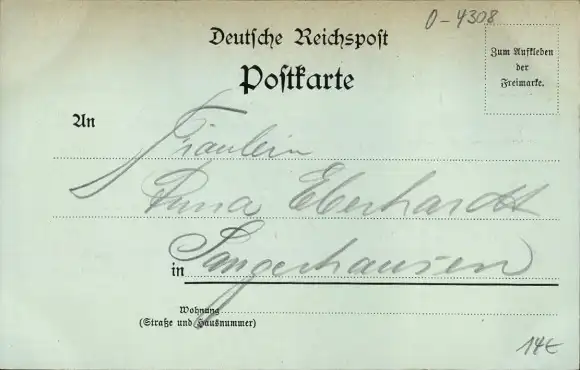 O-4308
Deutsche Reichspost
Postkarte
Zum Aufkleben
der
Freimarke.
An
Fräulein
Anna Eberhardt
in Sangerhausen
Wohnung
(Straße und Hausnummer)
14€